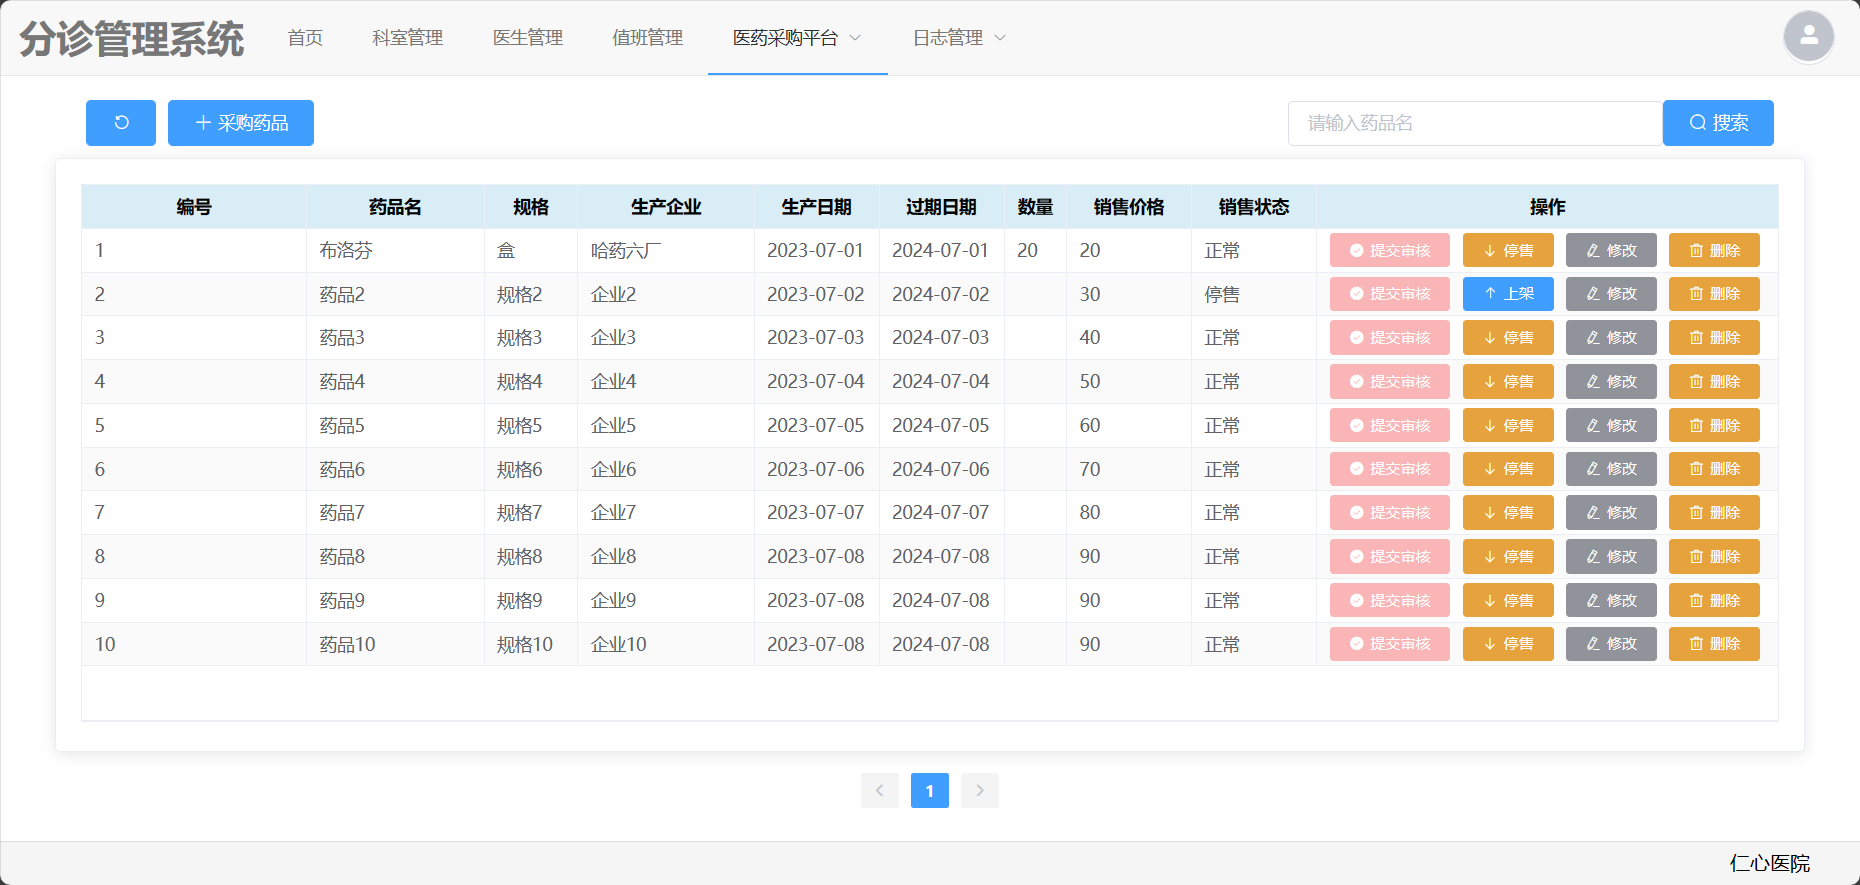 分诊管理系统 首页 科室管理 医生管理 值班管理 医药采购平台 日志管理
采购药品 请输入药品名 搜索
编号 药品名 规格 生产企业 生产日期 过期日期 数量 销售价格 销售状态 操作
1 布洛芬 盒 哈药六厂 2023-07-01 2024-07-01 20 20 正常 提交审核 停售 修改 删除
2 药品2 规格2 企业2 2023-07-02 2024-07-02 30 停售 提交审核 上架 修改 删除
3 药品3 规格3 企业3 2023-07-03 2024-07-03 40 正常 提交审核 停售 修改 删除
4 药品4 规格4 企业4 2023-07-04 2024-07-04 50 正常 提交审核 停售 修改 删除
5 药品5 规格5 企业5 2023-07-05 2024-07-05 60 正常 提交审核 停售 修改 删除
6 药品6 规格6 企业6 2023-07-06 2024-07-06 70 正常 提交审核 停售 修改 删除
7 药品7 规格7 企业7 2023-07-07 2024-07-07 80 正常 提交审核 停售 修改 删除
8 药品8 规格8 企业8 2023-07-08 2024-07-08 90 正常 提交审核 停售 修改 删除
9 药品9 规格9 企业9 2023-07-08 2024-07-08 90 正常 提交审核 停售 修改 删除
10 药品10 规格10 企业10 2023-07-08 2024-07-08 90 正常 提交审核 停售 修改 删除
1
仁心医院